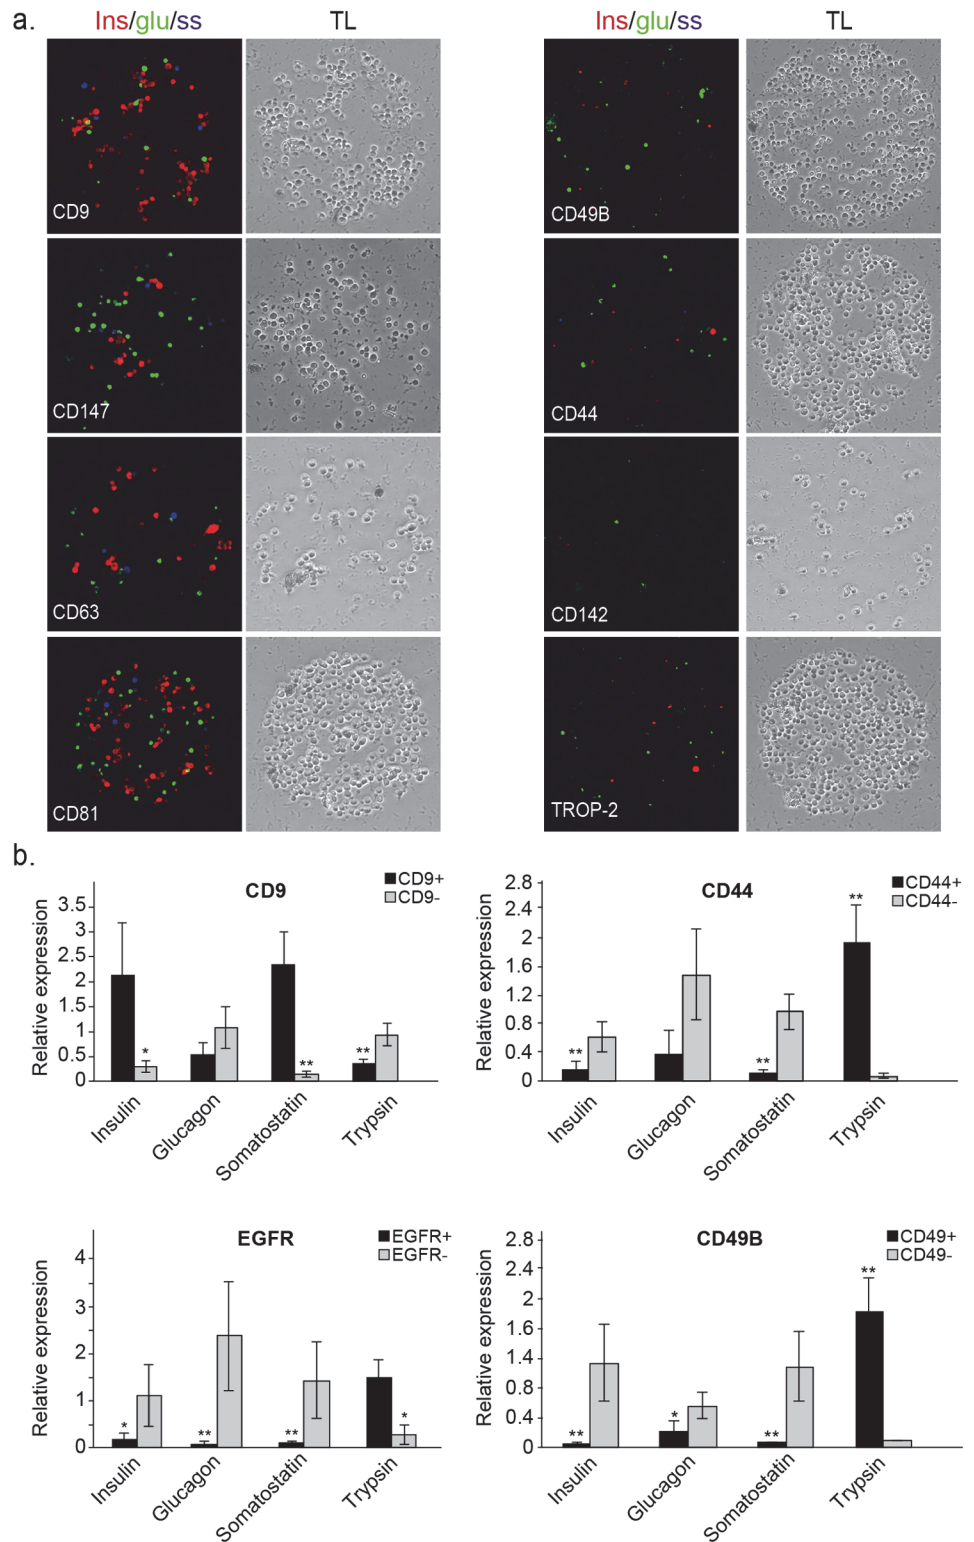 a.
Ins/glu/ss
TL
Ins/glu/ss
TL
CD9
CD49B
CD147
CD44
CD63
CD142
CD81
TROP-2
b.
CD9
CD9+
CD9-
Relative expression
3.5
3
2.5
2
1.5
1
0.5
0
*
**
**
Insulin
Glucagon
Somatostatin
Trypsin
CD44
CD44+
CD44-
Relative expression
2.8
2.4
2
1.6
1.2
0.8
0.4
0
**
**
**
Insulin
Glucagon
Somatostatin
Trypsin
EGFR
EGFR+
EGFR-
Relative expression
4
3
2
1
0
*
**
**
*
Insulin
Glucagon
Somatostatin
Trypsin
CD49B
CD49+
CD49-
Relative expression
2.8
2.4
2
1.6
1.4
0.8
0.4
0
**
*
**
**
Insulin
Glucagon
Somatostatin
Trypsin